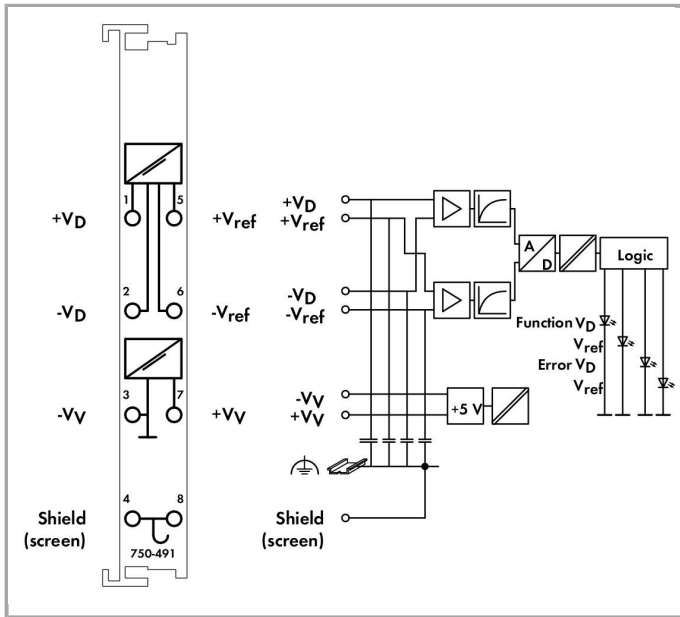 1 5
+VD +Vref
2 6
-VD -Vref
3 7
-VV +VV
4 8
Shield
(screen)
750-491
+VD
+Vref
-VD
-Vref
-VV
+VV
Shield
(screen)
A
D
Logic
Function VD
Vref
Error VD
Vref
+5 V